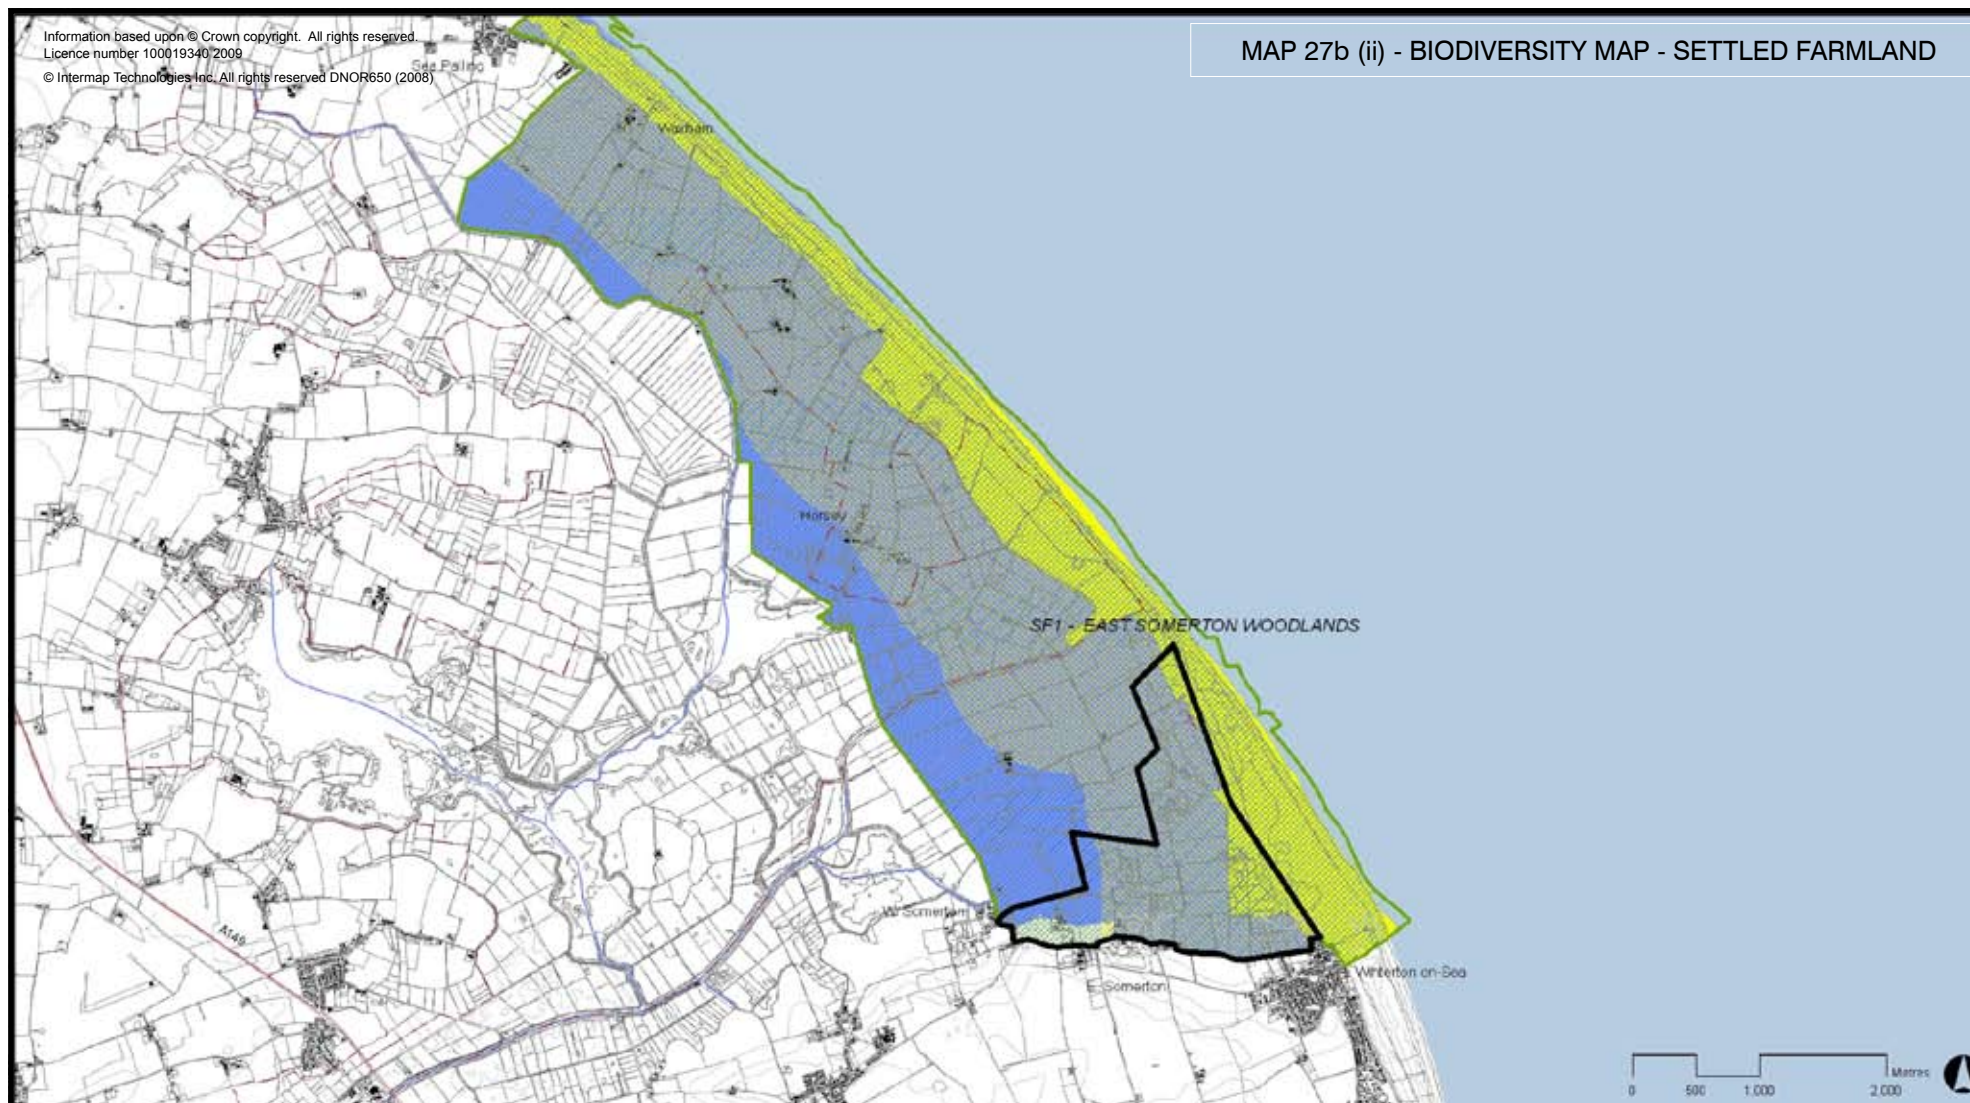 Information based upon © Crown copyright. All rights reserved.
Licence number 100019340 2009
© Intermap Technologies Inc. All rights reserved DNOR650 (2008)
MAP 27b (ii) - BIODIVERSITY MAP - SETTLED FARMLAND
Sea Palling
Waxham
Horsey
SF1 - EAST SOMERTON WOODLANDS
W Somerton
A149
Winterton on-Sea
E. Somerton
Metres
0 500 1,000 2,000